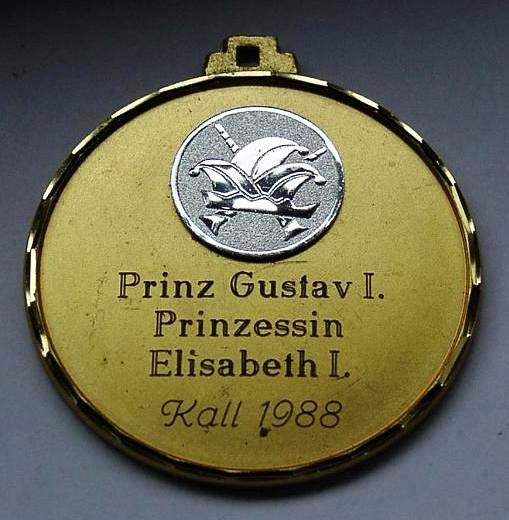 Prinz Gustav I.
Prinzessin
Elisabeth I.
Kall 1988